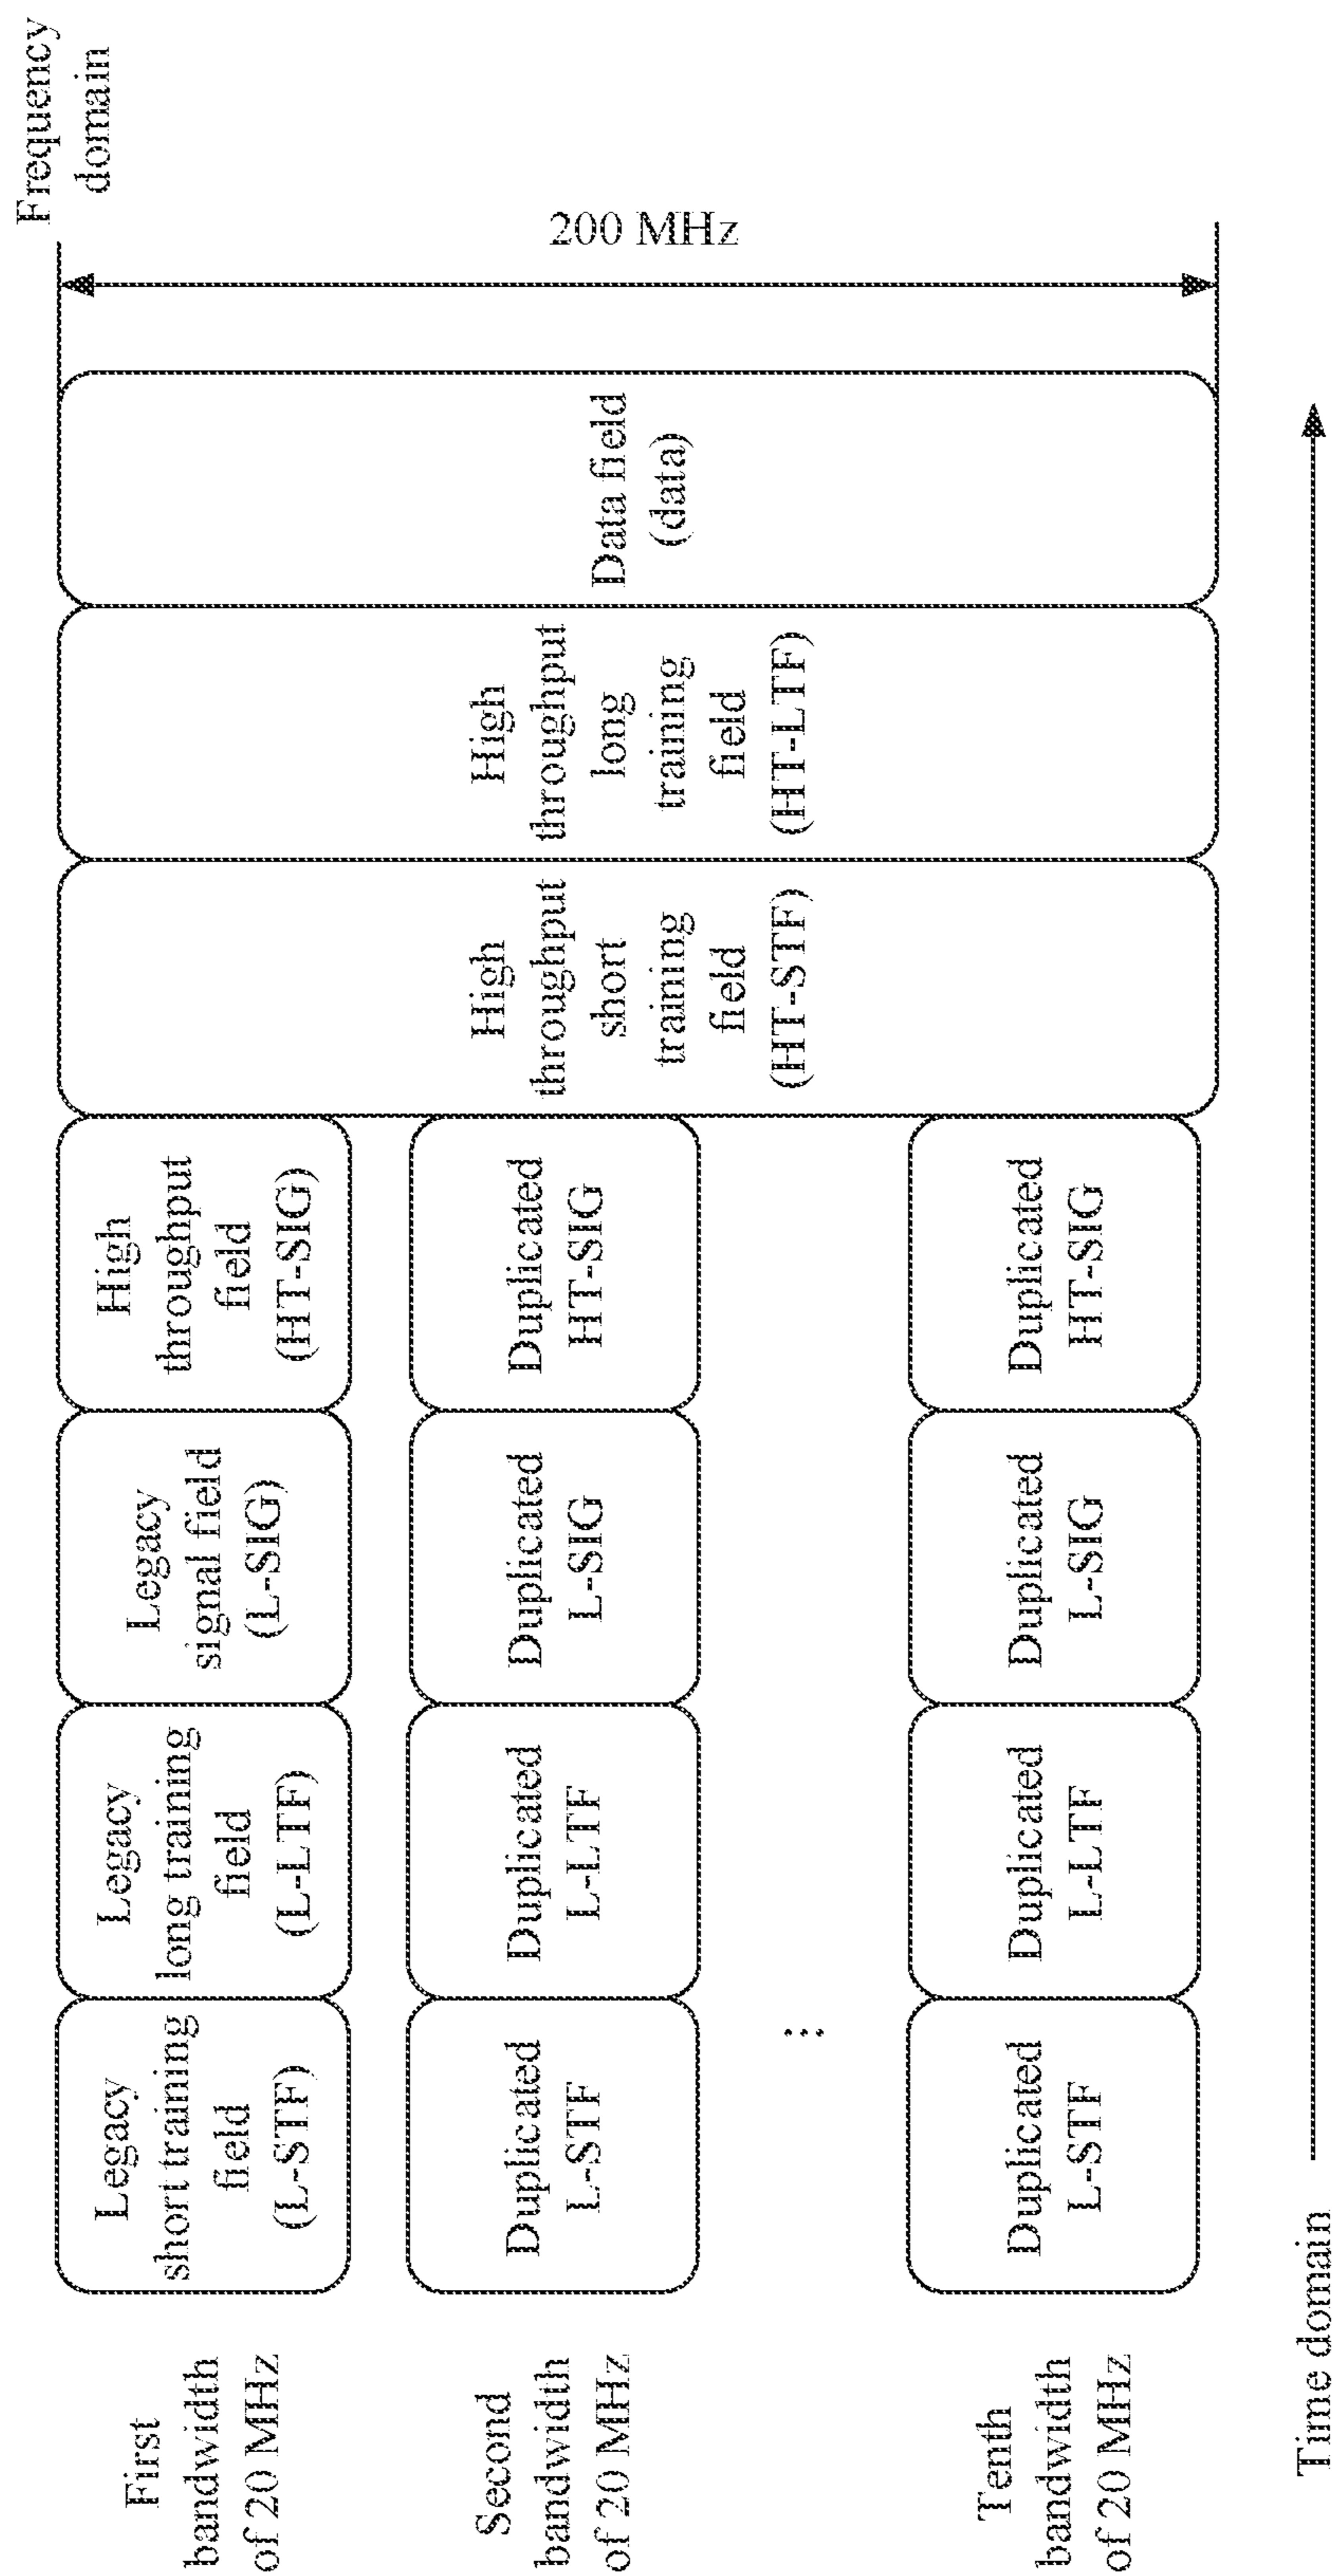 Frequency
domain
First
bandwidth
of 20 MHz
Legacy
short training
field
(L-STF)
Legacy
long training
field
(L-LTF)
Legacy
signal field
(L-SIG)
High
throughput
field
(HT-SIG)
Second
bandwidth
of 20 MHz
Duplicated
L-STF
Duplicated
L-LTF
Duplicated
L-SIG
Duplicated
HT-SIG
...
Tenth
bandwidth
of 20 MHz
Duplicated
L-STF
Duplicated
L-LTF
Duplicated
L-SIG
Duplicated
HT-SIG
High
throughput
short
training
field
(HT-STF)
High
throughput
long
training
field
(HT-LTF)
Data field
(data)
200 MHz
Time domain